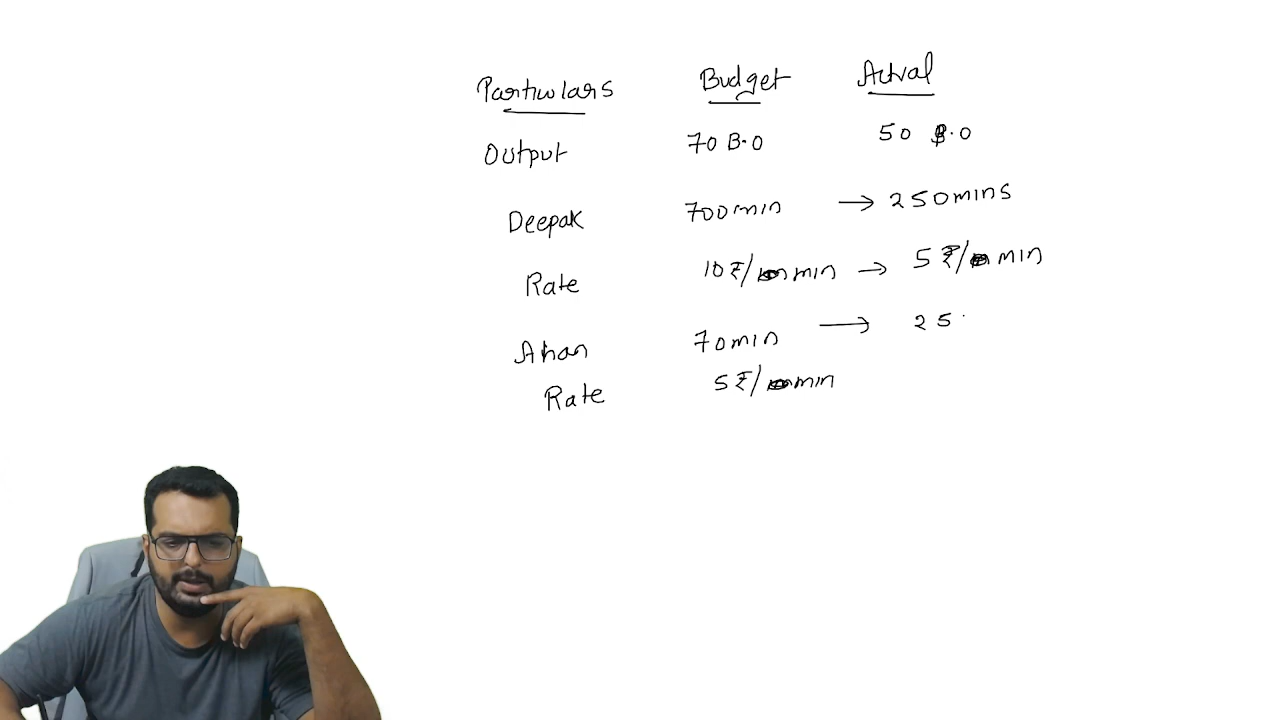 Particulars Budget Actual
Output 70 B.O 50 B.O
Deepak 700min → 250mins
Rate 10₹/min → 5₹/min
Ahan 70min → 25
Rate 5₹/min